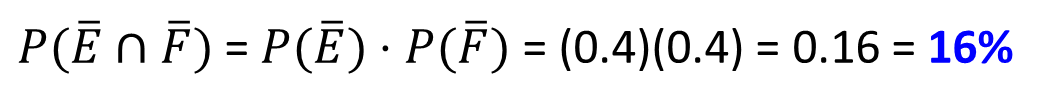 P(E̅ ∩ F̅) = P(E̅) · P(F̅) = (0.4)(0.4) = 0.16 = 16%